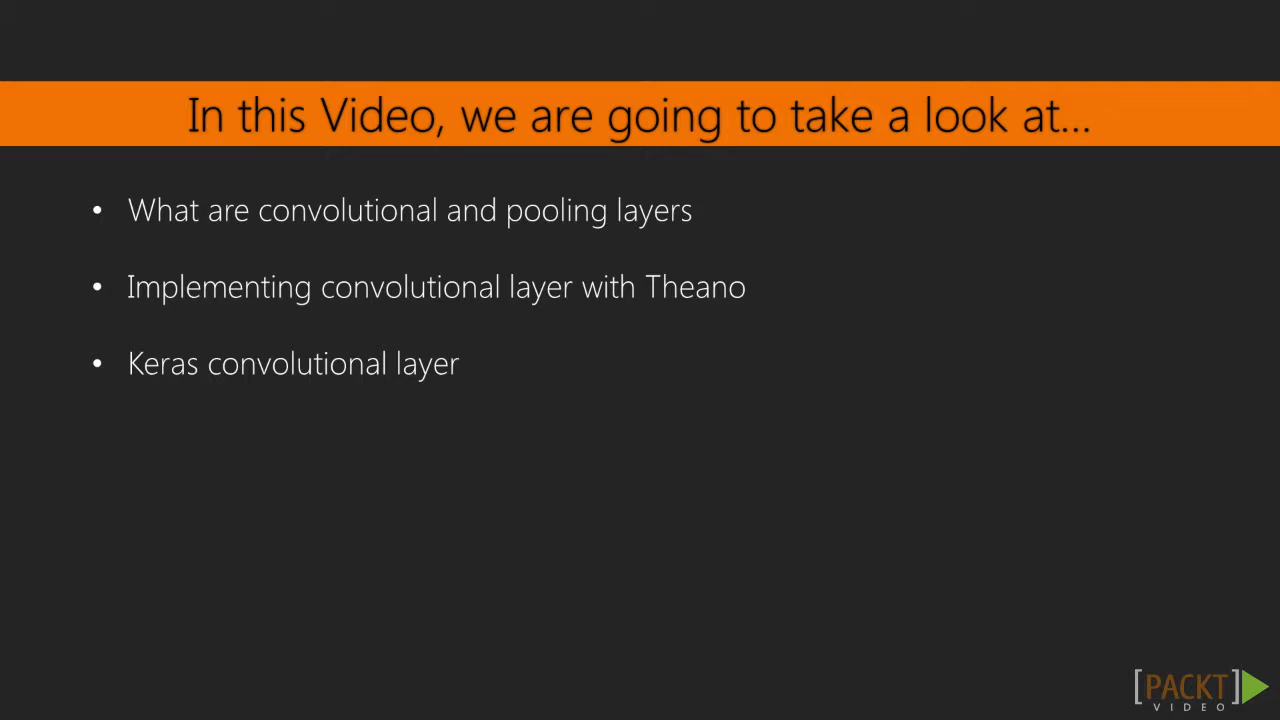 In this Video, we are going to take a look at...
• What are convolutional and pooling layers
• Implementing convolutional layer with Theano
• Keras convolutional layer
[PACKT]
VIDEO